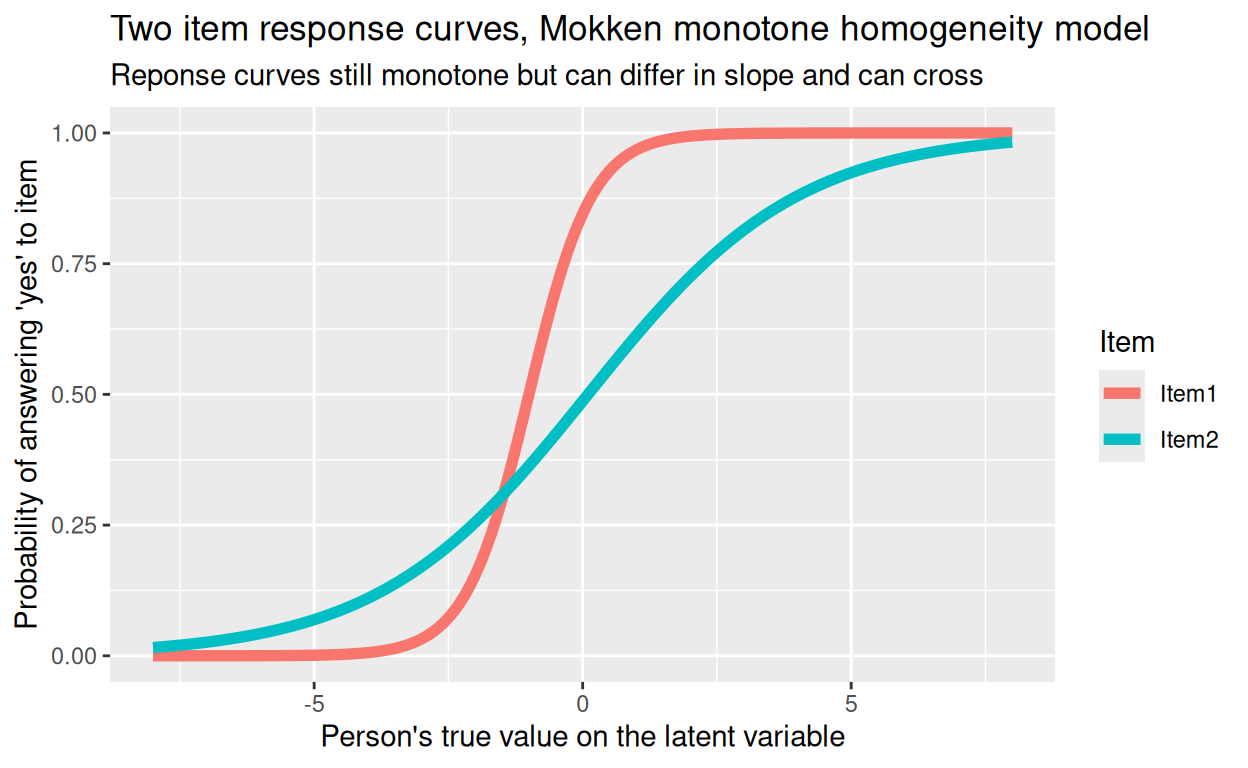 Two item response curves, Mokken monotone homogeneity model
Reponse curves still monotone but can differ in slope and can cross
Probability of answering 'yes' to item
1.00
0.75
0.50
0.25
0.00
-5
0
5
Person's true value on the latent variable
Item
Item1
Item2